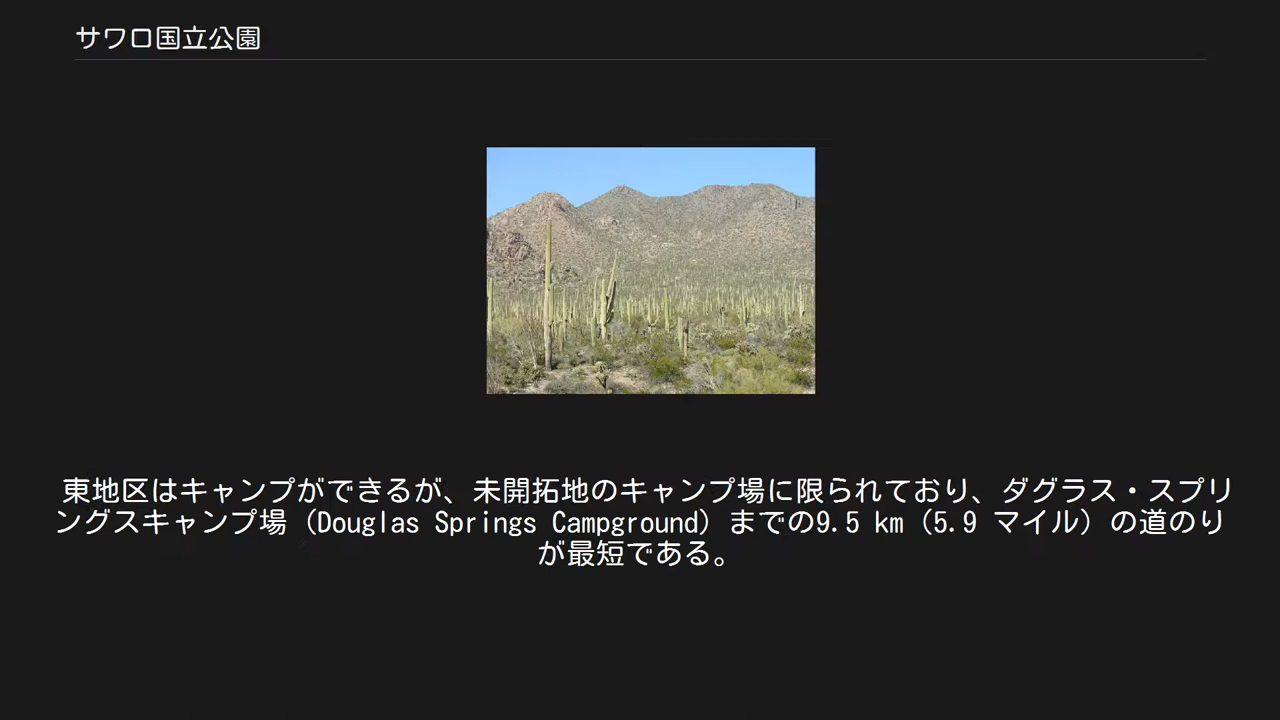 サワロ国立公園
東地区はキャンプができるが、未開拓地のキャンプ場に限られており、ダグラス・スプリ
ングスキャンプ場（Douglas Springs Campground）までの9.5 km（5.9 マイル）の道のり
が最短である。